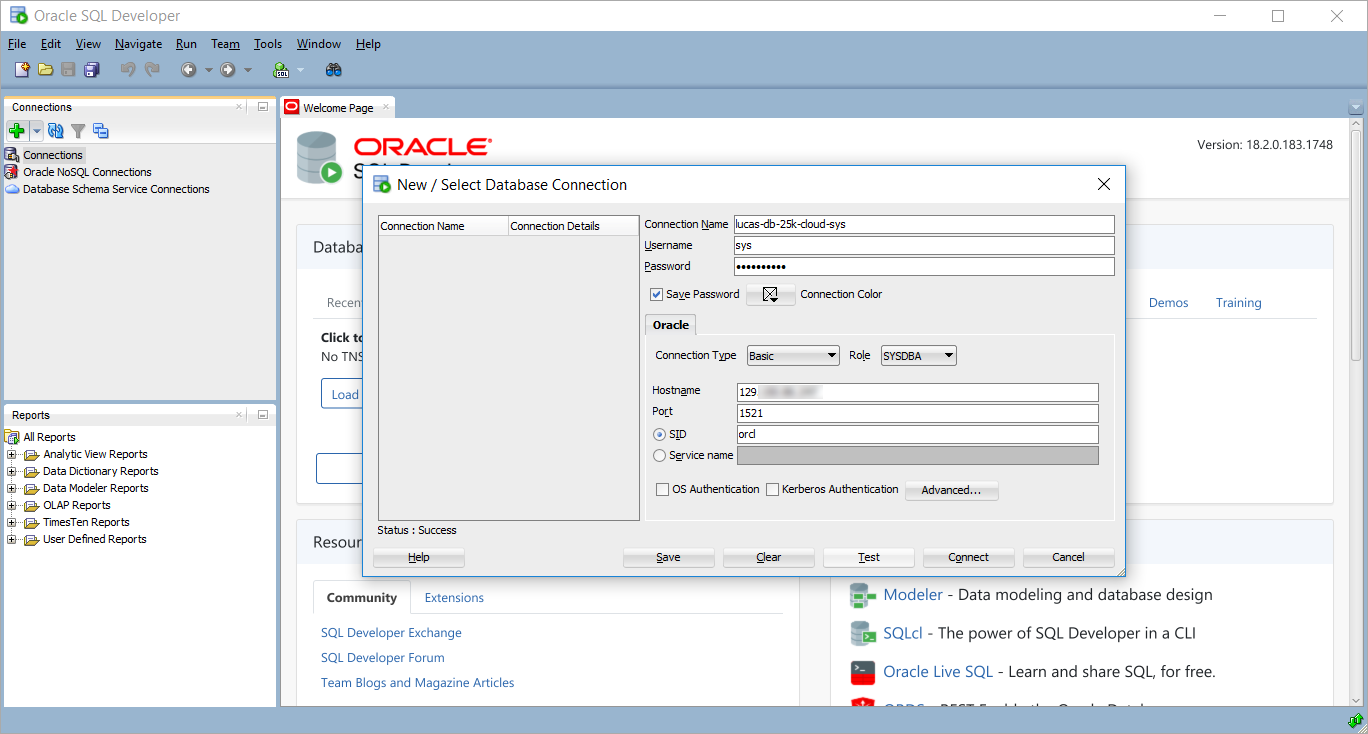 Oracle SQL Developer
File Edit View Navigate Run Team Tools Window Help
Connections
Connections
Oracle NoSQL Connections
Database Schema Service Connections
Reports
All Reports
Analytic View Reports
Data Dictionary Reports
Data Modeler Reports
OLAP Reports
TimesTen Reports
User Defined Reports
Welcome Page
ORACLE
Version: 18.2.0.183.1748
Databa
Recen
Demos Training
Click to
No TNS
Load
New / Select Database Connection
Connection Name Connection Details
Connection Name lucas-db-25k-cloud-sys
Username sys
Password ••••••••••
Save Password Connection Color
Oracle
Connection Type Basic Role SYSDBA
Hostname 129
Port 1521
SID orcl
Service name
OS Authentication Kerberos Authentication Advanced...
Status : Success
Help Save Clear Test Connect Cancel
Resour
Community Extensions
SQL Developer Exchange
SQL Developer Forum
Team Blogs and Magazine Articles
Modeler - Data modeling and database design
SQLcl - The power of SQL Developer in a CLI
Oracle Live SQL - Learn and share SQL, for free.